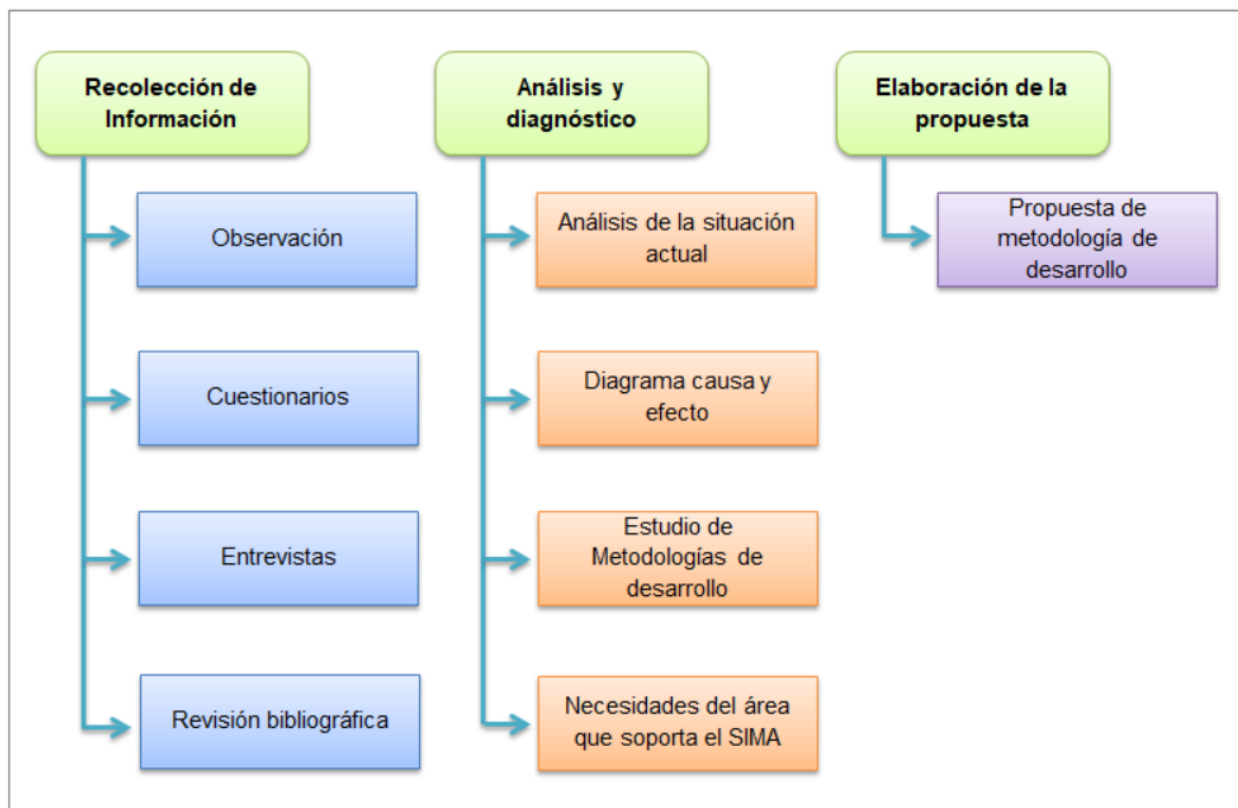 Recolección de
Información
Observación
Cuestionarios
Entrevistas
Revisión bibliográfica
Análisis y
diagnóstico
Análisis de la situación
actual
Diagrama causa y
efecto
Estudio de
Metodologías de
desarrollo
Necesidades del área
que soporta el SIMA
Elaboración de la
propuesta
Propuesta de
metodología de
desarrollo